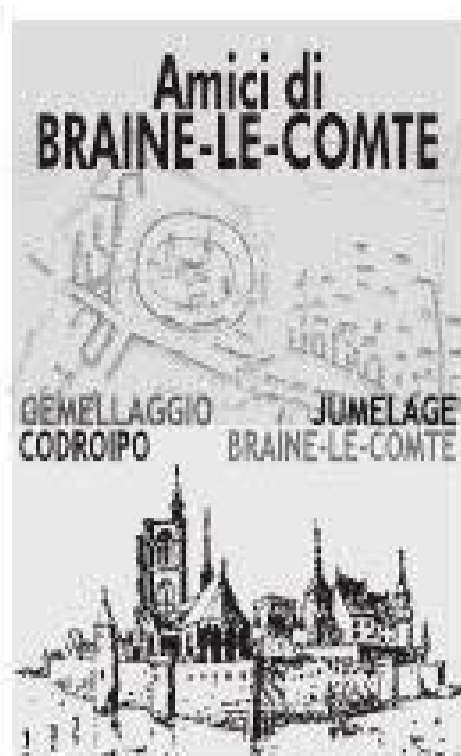 Amici di
BRAINE-LE-COMTE
GEMELLAGGIO JUMELAGE
CODROIPO BRAINE-LE-COMTE